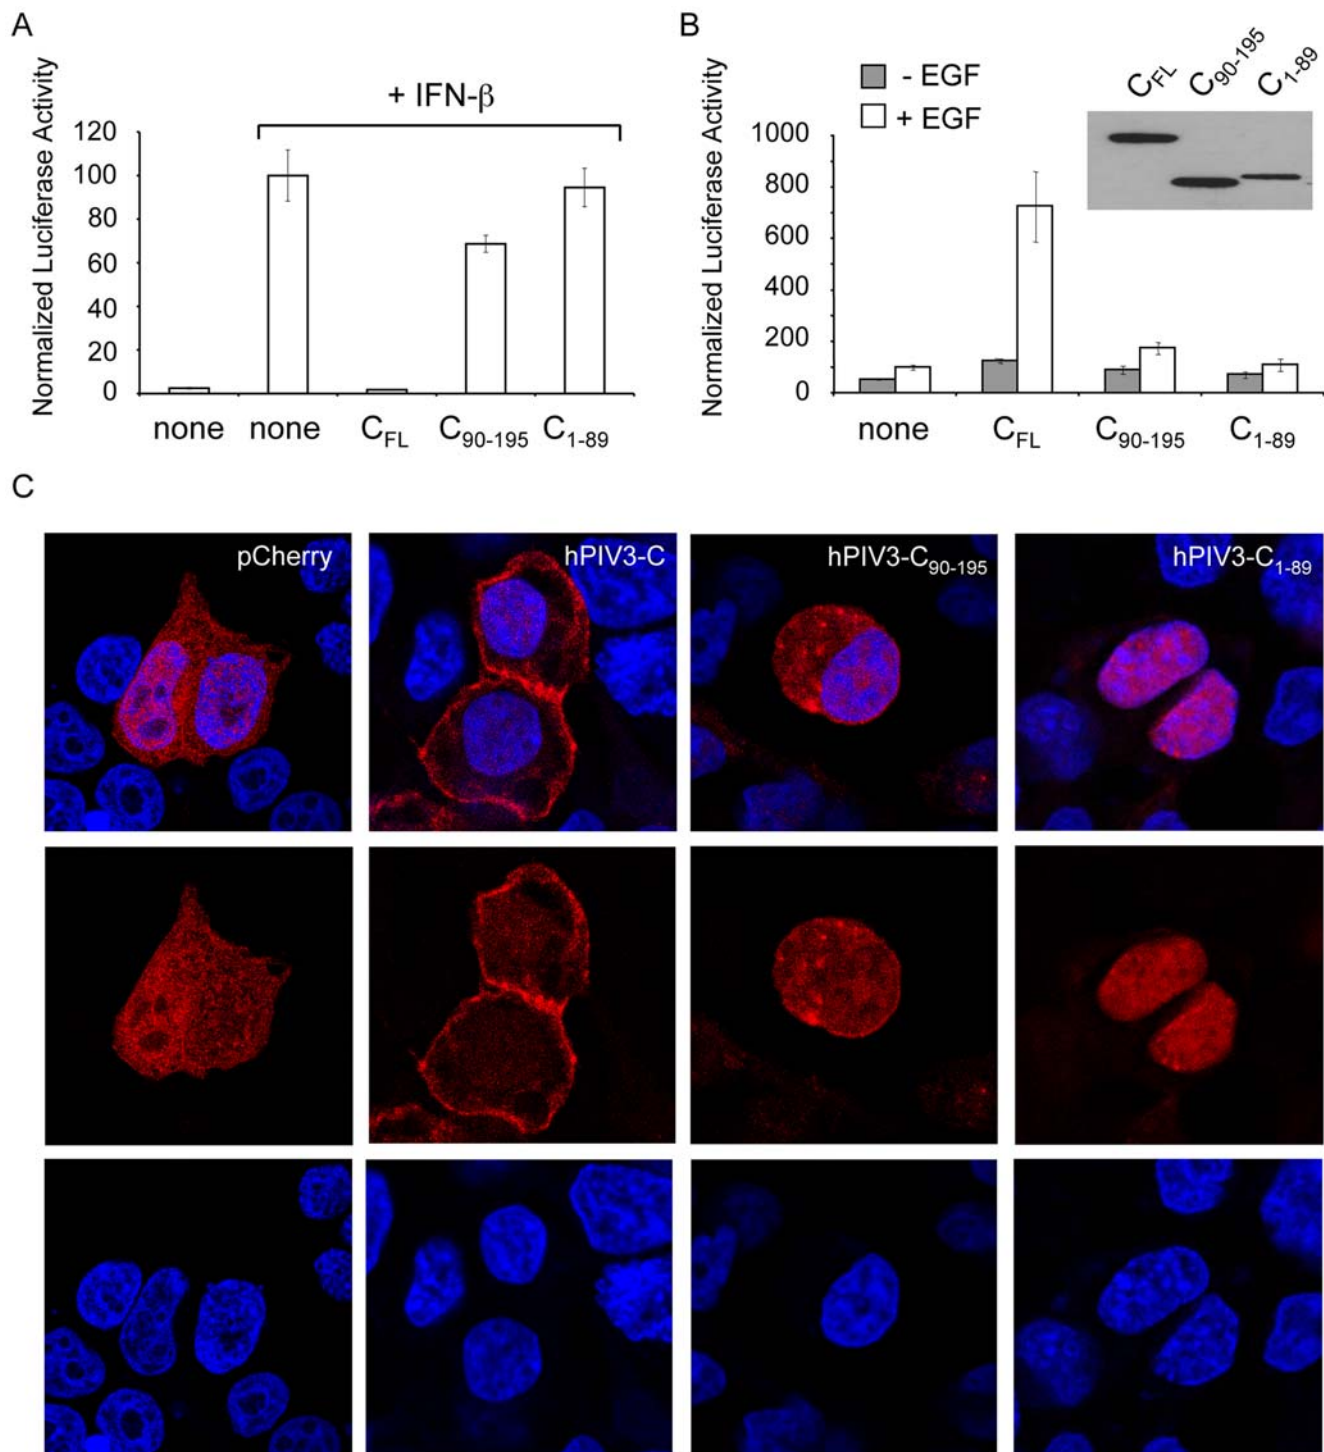 A
Normalized Luciferase Activity
+ IFN-β
120
100
80
60
40
20
0
none
none
C_FL
C_90-195
C_1-89
B
Normalized Luciferase Activity
- EGF
+ EGF
C_FL
C_90-195
C_1-89
1000
800
600
400
200
0
none
C_FL
C_90-195
C_1-89
C
pCherry
hPIV3-C
hPIV3-C_90-195
hPIV3-C_1-89